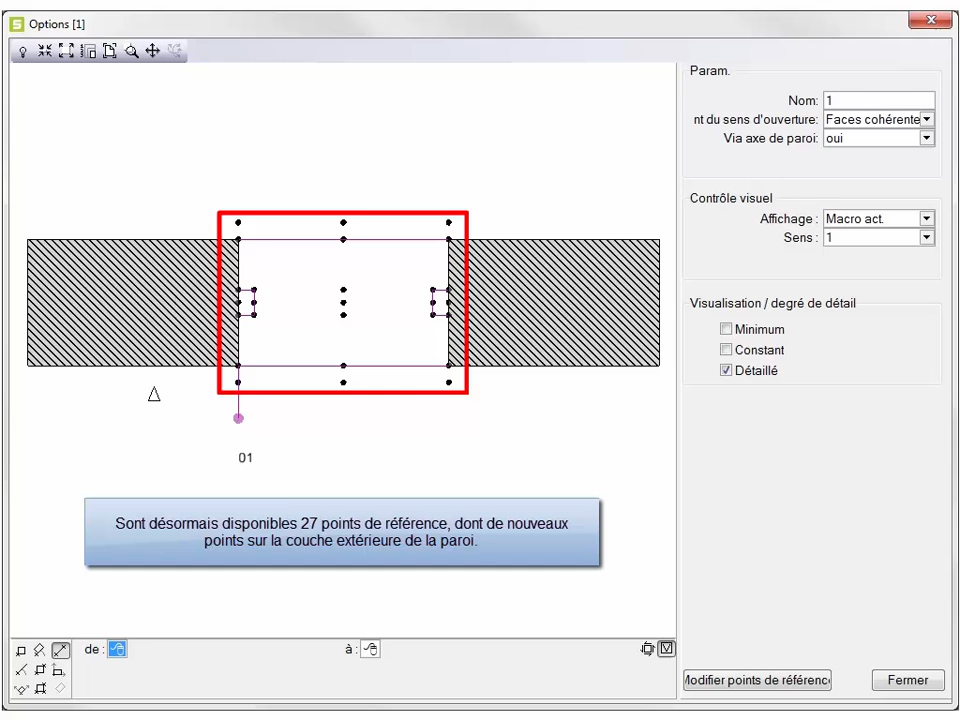 S Options [1]
Param.
Nom: 1
nt du sens d'ouverture: Faces cohérente
Via axe de paroi: oui
Contrôle visuel
Affichage : Macro act.
Sens : 1
Visualisation / degré de détail
Minimum
Constant
Détaillé
01
Sont désormais disponibles 27 points de référence, dont de nouveaux
points sur la couche extérieure de la paroi.
de :
à :
Modifier points de référenc
Fermer